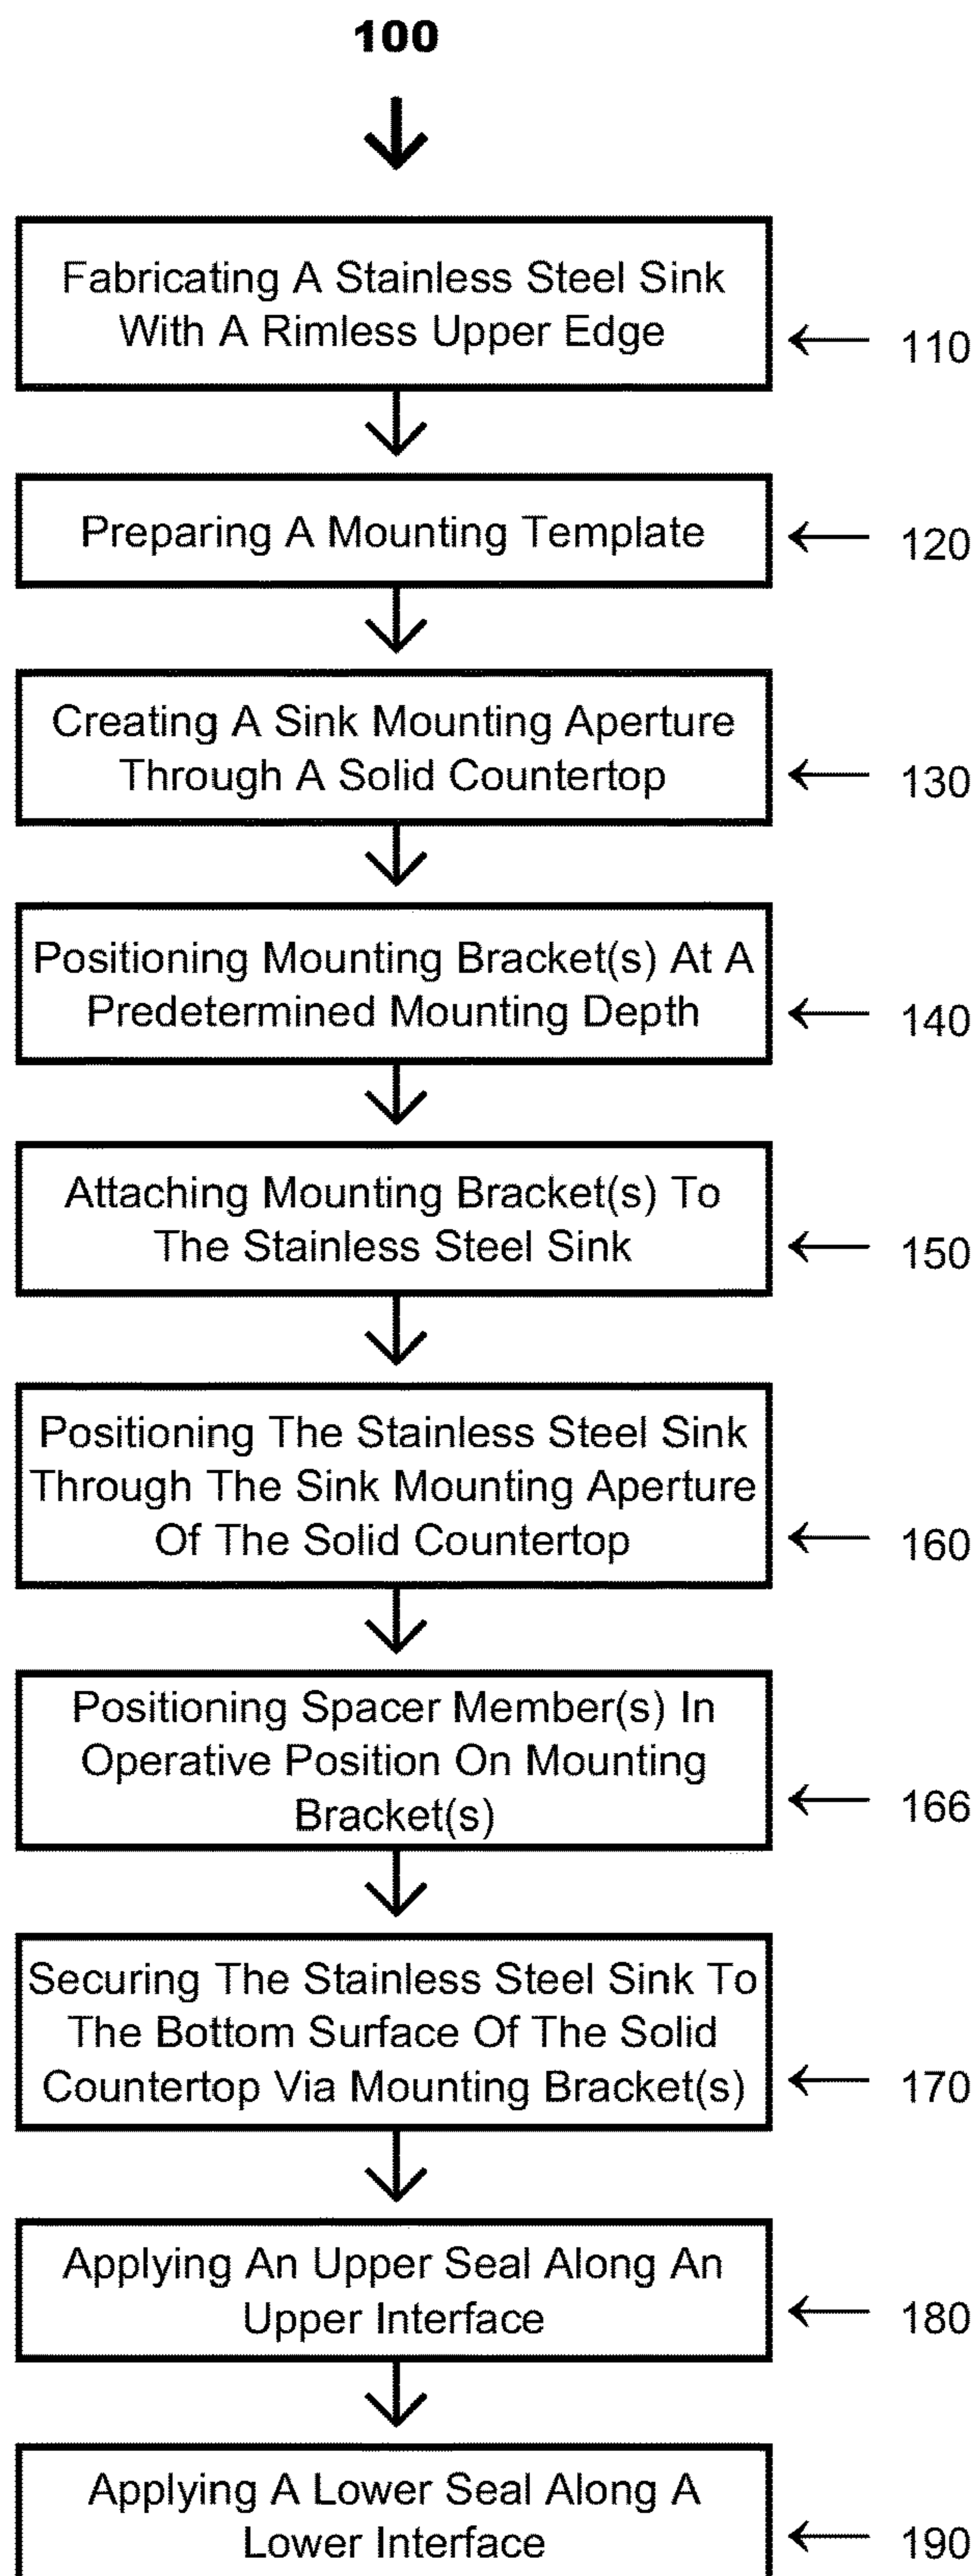 100
Fabricating A Stainless Steel Sink
With A Rimless Upper Edge
110
Preparing A Mounting Template
120
Creating A Sink Mounting Aperture
Through A Solid Countertop
130
Positioning Mounting Bracket(s) At A
Predetermined Mounting Depth
140
Attaching Mounting Bracket(s) To
The Stainless Steel Sink
150
Positioning The Stainless Steel Sink
Through The Sink Mounting Aperture
Of The Solid Countertop
160
Positioning Spacer Member(s) In
Operative Position On Mounting
Bracket(s)
166
Securing The Stainless Steel Sink To
The Bottom Surface Of The Solid
Countertop Via Mounting Bracket(s)
170
Applying An Upper Seal Along An
Upper Interface
180
Applying A Lower Seal Along A
Lower Interface
190